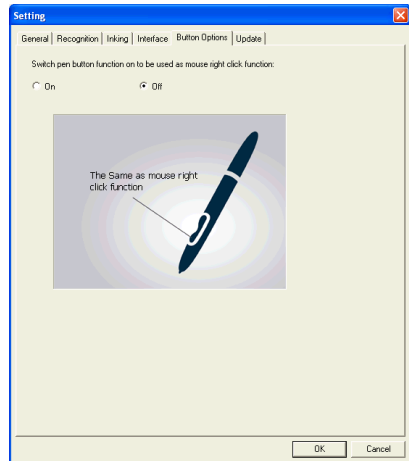 Setting
General Recognition Inking Interface Button Options Update
Switch pen button function on to be used as mouse right click function:
On Off
The Same as mouse right
click function
OK Cancel